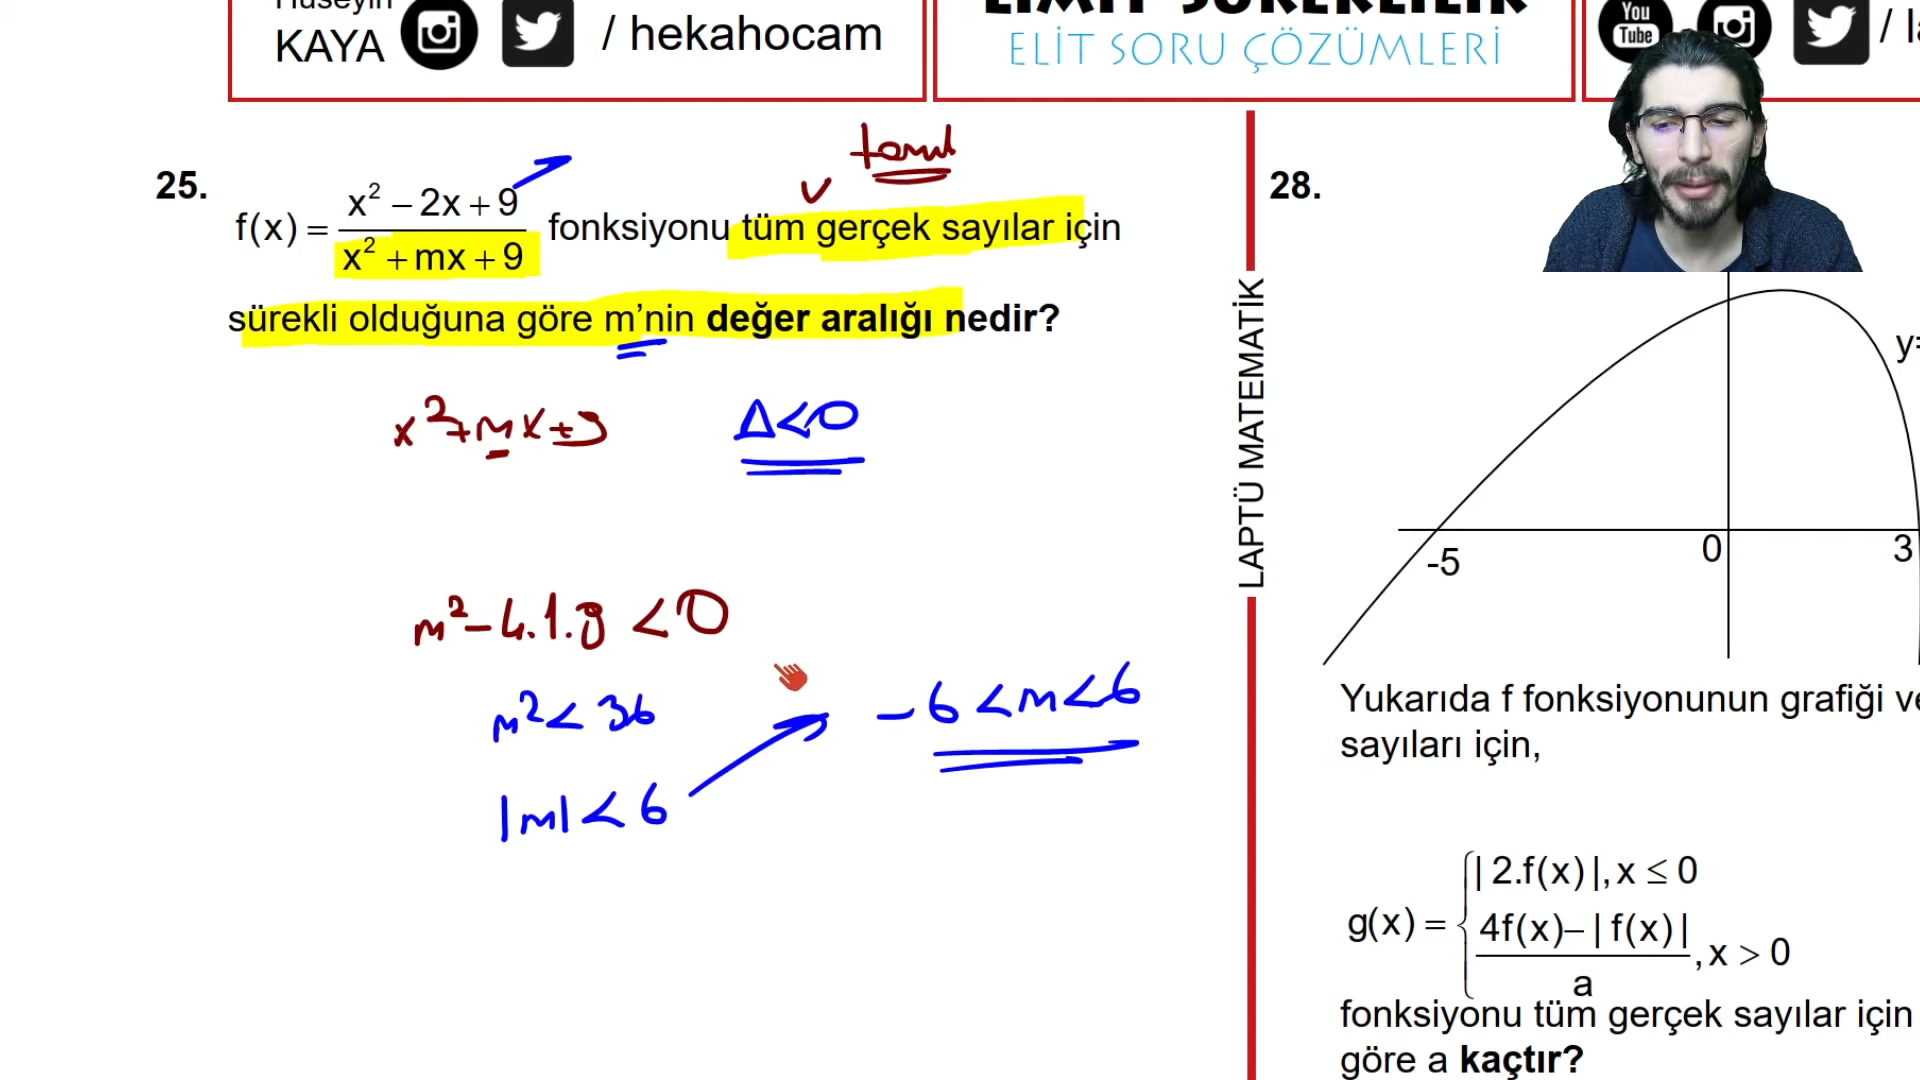 KAYA / hekahocam
ELİT SORU ÇÖZÜMLERİ
You
Tube
25.
f(x) = x² – 2x + 9 / x² + mx + 9 fonksiyonu tüm gerçek sayılar için
sürekli olduğuna göre m’nin değer aralığı nedir?
x² + mx + 9 Δ < 0
m² – 4.1.9 < 0
m² < 36
|m| < 6
– 6 < m < 6
LAPTÜ MATEMATİK
28.
-5 0 3
Yukarıda f fonksiyonunun grafiği
sayıları için,
g(x) = { | 2.f(x) |, x ≤ 0
4f(x)– | f(x) | / a , x > 0
fonksiyonu tüm gerçek sayılar için
göre a kaçtır?